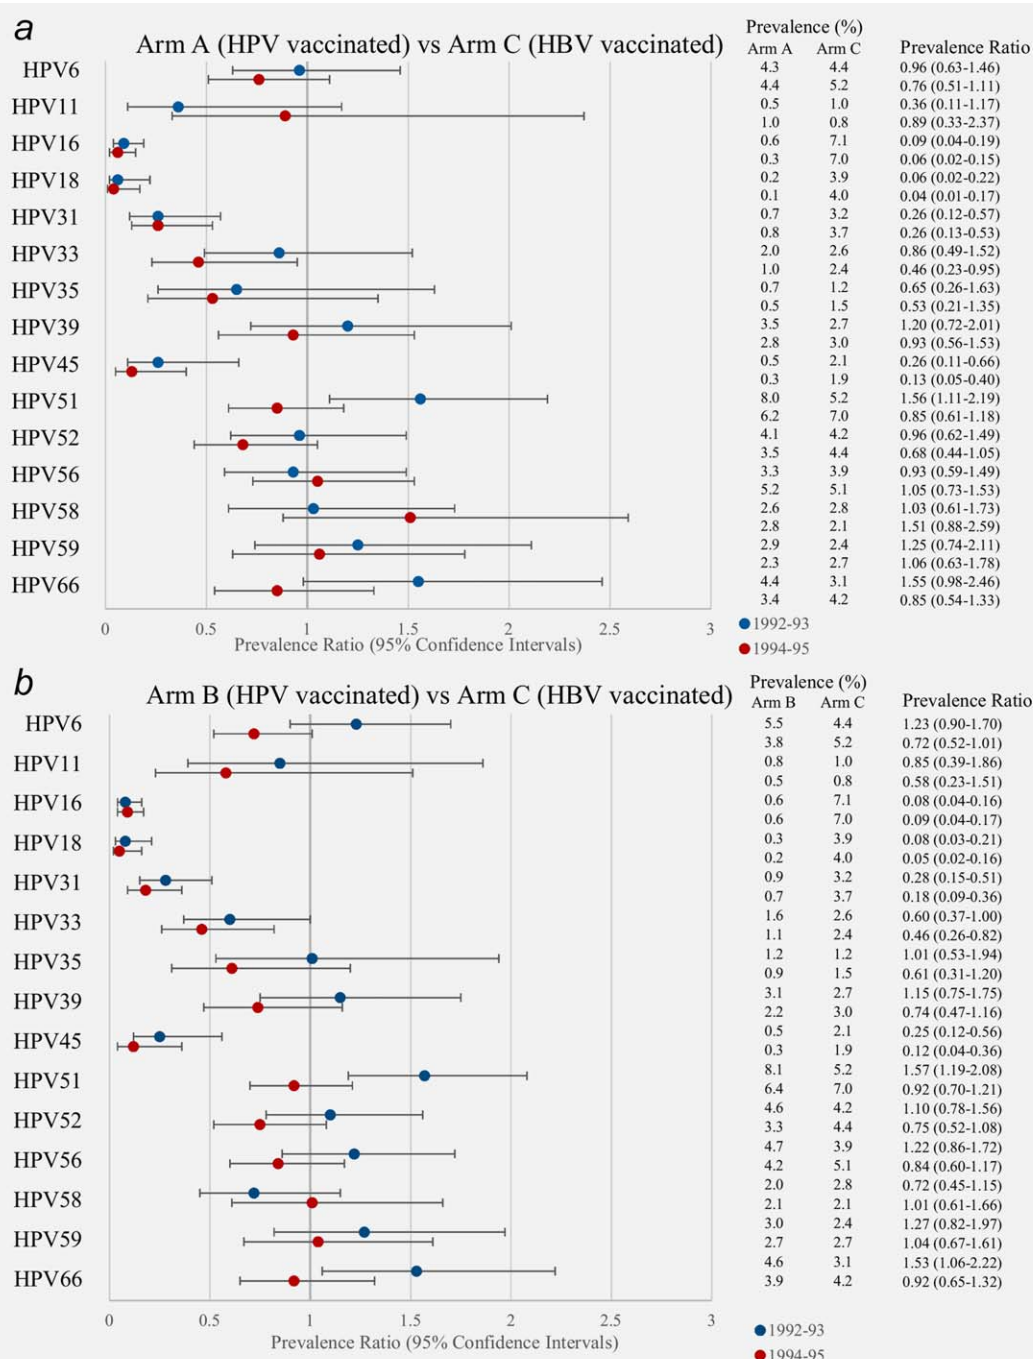 a
Arm A (HPV vaccinated) vs Arm C (HBV vaccinated)
Prevalence (%)
Arm A Arm C Prevalence Ratio
HPV6 4.3 4.4 0.96 (0.63-1.46)
4.4 5.2 0.76 (0.51-1.11)
HPV11 0.5 1.0 0.36 (0.11-1.17)
1.0 0.8 0.89 (0.33-2.37)
HPV16 0.6 7.1 0.09 (0.04-0.19)
0.3 7.0 0.06 (0.02-0.15)
HPV18 0.2 3.9 0.06 (0.02-0.22)
0.1 4.0 0.04 (0.01-0.17)
HPV31 0.7 3.2 0.26 (0.12-0.57)
0.8 3.7 0.26 (0.13-0.53)
HPV33 2.0 2.6 0.86 (0.49-1.52)
1.0 2.4 0.46 (0.23-0.95)
HPV35 0.7 1.2 0.65 (0.26-1.63)
0.5 1.5 0.53 (0.21-1.35)
HPV39 3.5 2.7 1.20 (0.72-2.01)
2.8 3.0 0.93 (0.56-1.53)
HPV45 0.5 2.1 0.26 (0.11-0.66)
0.3 1.9 0.13 (0.05-0.40)
HPV51 8.0 5.2 1.56 (1.11-2.19)
6.2 7.0 0.85 (0.61-1.18)
HPV52 4.1 4.2 0.96 (0.62-1.49)
3.5 4.4 0.68 (0.44-1.05)
HPV56 3.3 3.9 0.93 (0.59-1.49)
5.2 5.1 1.05 (0.73-1.53)
HPV58 2.6 2.8 1.03 (0.61-1.73)
2.8 2.1 1.51 (0.88-2.59)
HPV59 2.9 2.4 1.25 (0.74-2.11)
2.3 2.7 1.06 (0.63-1.78)
HPV66 4.4 3.1 1.55 (0.98-2.46)
3.4 4.2 0.85 (0.54-1.33)
0 0.5 1 1.5 2 2.5 3
Prevalence Ratio (95% Confidence Intervals)
1992-93
1994-95
b
Arm B (HPV vaccinated) vs Arm C (HBV vaccinated)
Prevalence (%)
Arm B Arm C Prevalence Ratio
HPV6 5.5 4.4 1.23 (0.90-1.70)
3.8 5.2 0.72 (0.52-1.01)
HPV11 0.8 1.0 0.85 (0.39-1.86)
0.5 0.8 0.58 (0.23-1.51)
HPV16 0.6 7.1 0.08 (0.04-0.16)
0.6 7.0 0.09 (0.04-0.17)
HPV18 0.3 3.9 0.08 (0.03-0.21)
0.2 4.0 0.05 (0.02-0.16)
HPV31 0.9 3.2 0.28 (0.15-0.51)
0.7 3.7 0.18 (0.09-0.36)
HPV33 1.6 2.6 0.60 (0.37-1.00)
1.1 2.4 0.46 (0.26-0.82)
HPV35 1.2 1.2 1.01 (0.53-1.94)
0.9 1.5 0.61 (0.31-1.20)
HPV39 3.1 2.7 1.15 (0.75-1.75)
2.2 3.0 0.74 (0.47-1.16)
HPV45 0.5 2.1 0.25 (0.12-0.56)
0.3 1.9 0.12 (0.04-0.36)
HPV51 8.1 5.2 1.57 (1.19-2.08)
6.4 7.0 0.92 (0.70-1.21)
HPV52 4.6 4.2 1.10 (0.78-1.56)
3.3 4.4 0.75 (0.52-1.08)
HPV56 4.7 3.9 1.22 (0.86-1.72)
4.2 5.1 0.84 (0.60-1.17)
HPV58 2.0 2.8 0.72 (0.45-1.15)
2.1 2.1 1.01 (0.61-1.66)
HPV59 3.0 2.4 1.27 (0.82-1.97)
2.7 2.7 1.04 (0.67-1.61)
HPV66 4.6 3.1 1.53 (1.06-2.22)
3.9 4.2 0.92 (0.65-1.32)
0 0.5 1 1.5 2 2.5 3
Prevalence Ratio (95% Confidence Intervals)
1992-93
1994-95